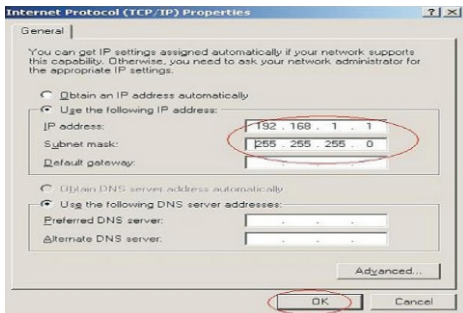 Internet Protocol (TCP/IP) Properties
General
You can get IP settings assigned automatically if your network supports
this capability. Otherwise, you need to ask your network administrator for
the appropriate IP settings.
Obtain an IP address automatically
Use the following IP address:
IP address: 192 . 168 . 1 . 1
Subnet mask: 255 . 255 . 255 . 0
Default gateway: . . .
Obtain DNS server address automatically
Use the following DNS server addresses:
Preferred DNS server: . . .
Alternate DNS server: . . .
Advanced...
OK Cancel